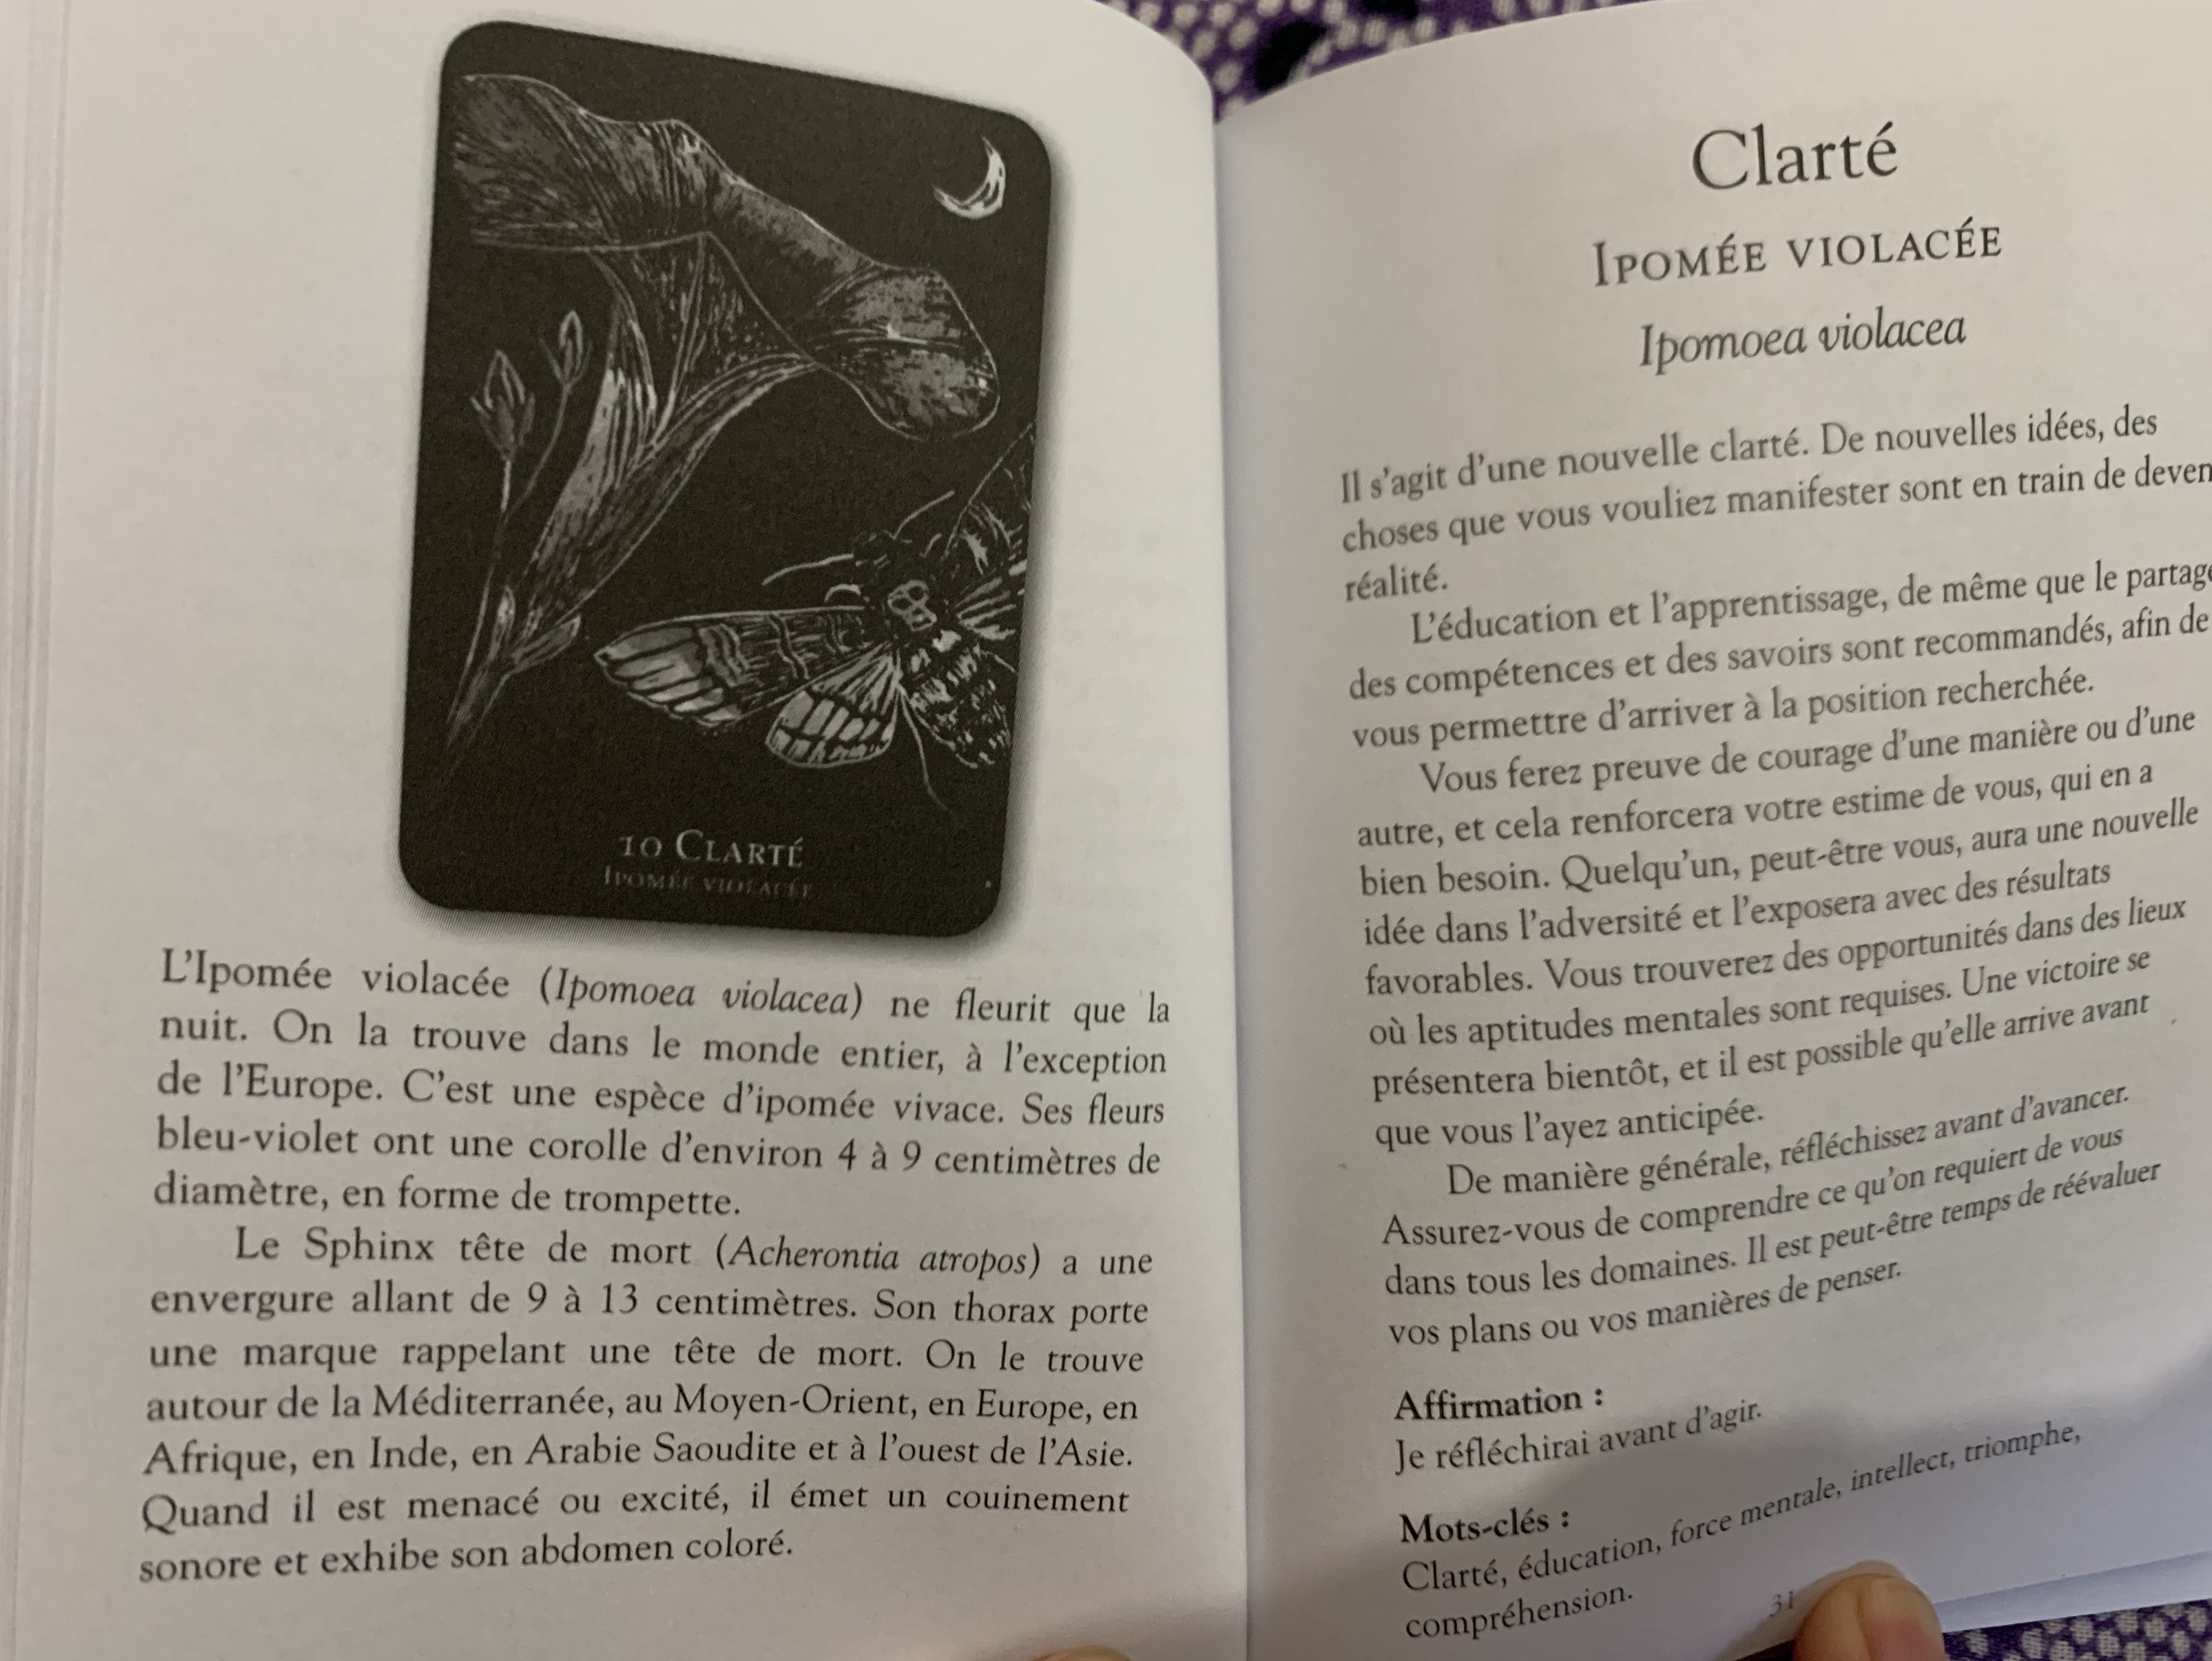 10 CLARTÉ
IPOMÉE VIOLACÉE
L'Ipomée violacée (Ipomoea violacea) ne fleurit que la
nuit. On la trouve dans le monde entier, à l'exception
de l'Europe. C'est une espèce d'ipomée vivace. Ses fleurs
bleu-violet ont une corolle d'environ 4 à 9 centimètres de
diamètre, en forme de trompette.
Le Sphinx tête de mort (Acherontia atropos) a une
envergure allant de 9 à 13 centimètres. Son thorax porte
une marque rappelant une tête de mort. On le trouve
autour de la Méditerranée, au Moyen-Orient, en Europe, en
Afrique, en Inde, en Arabie Saoudite et à l'ouest de l'Asie.
Quand il est menacé ou excité, il émet un couinement
sonore et exhibe son abdomen coloré.
Clarté
IPOMÉE VIOLACÉE
Ipomoea violacea
Il s'agit d'une nouvelle clarté. De nouvelles idées, des
choses que vous vouliez manifester sont en train de deven
réalité.
L'éducation et l'apprentissage, de même que le partage
des compétences et des savoirs sont recommandés, afin de
vous permettre d'arriver à la position recherchée.
Vous ferez preuve de courage d'une manière ou d'une
autre, et cela renforcera votre estime de vous, qui en a
bien besoin. Quelqu'un, peut-être vous, aura une nouvelle
idée dans l'adversité et l'exposera avec des résultats
favorables. Vous trouverez des opportunités dans des lieux
où les aptitudes mentales sont requises. Une victoire se
présentera bientôt, et il est possible qu'elle arrive avant
que vous l'ayez anticipée.
De manière générale, réfléchissez avant d'avancer.
Assurez-vous de comprendre ce qu'on requiert de vous
dans tous les domaines. Il est peut-être temps de réévaluer
vos plans ou vos manières de penser.
Affirmation :
Je réfléchirai avant d'agir.
Mots-clés :
Clarté, éducation, force mentale, intellect, triomphe,
compréhension.
31